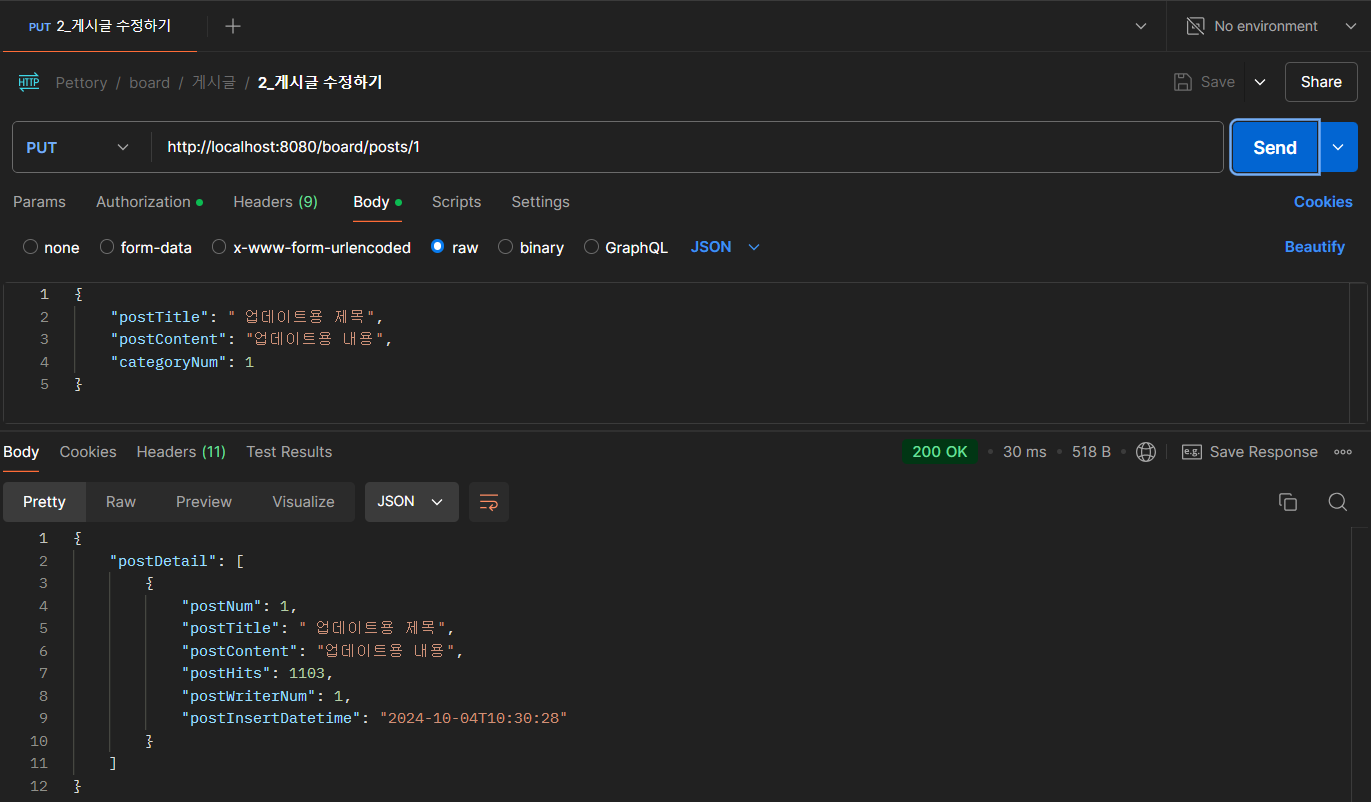 PUT 2_게시글 수정하기 +
No environment
HTTP Pettory / board / 게시글 / 2_게시글 수정하기
Save
Share
PUT
http://localhost:8080/board/posts/1
Send
Params Authorization Headers (9) Body Scripts Settings
Cookies
none form-data x-www-form-urlencoded raw binary GraphQL JSON
Beautify
1 {
2 "postTitle": " 업데이트용 제목",
3 "postContent": "업데이트용 내용",
4 "categoryNum": 1
5 }
Body Cookies Headers (11) Test Results
200 OK • 30 ms • 518 B •
e.g. Save Response
Pretty Raw Preview Visualize JSON
1 {
2 "postDetail": [
3 {
4 "postNum": 1,
5 "postTitle": " 업데이트용 제목",
6 "postContent": "업데이트용 내용",
7 "postHits": 1103,
8 "postWriterNum": 1,
9 "postInsertDatetime": "2024-10-04T10:30:28"
10 }
11 ]
12 }